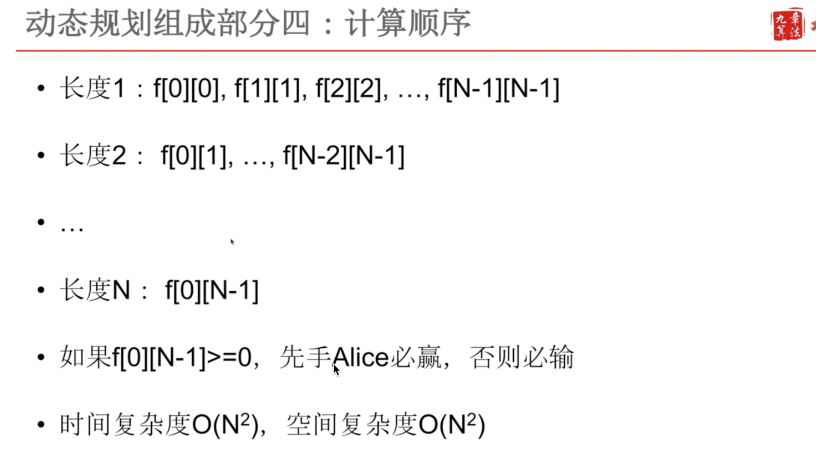 动态规划组成部分四：计算顺序
九章算法
• 长度1：f[0][0], f[1][1], f[2][2], …, f[N-1][N-1]
• 长度2： f[0][1], …, f[N-2][N-1]
• …
• 长度N： f[0][N-1]
• 如果f[0][N-1]>=0，先手Alice必赢，否则必输
• 时间复杂度O(N²)，空间复杂度O(N²)